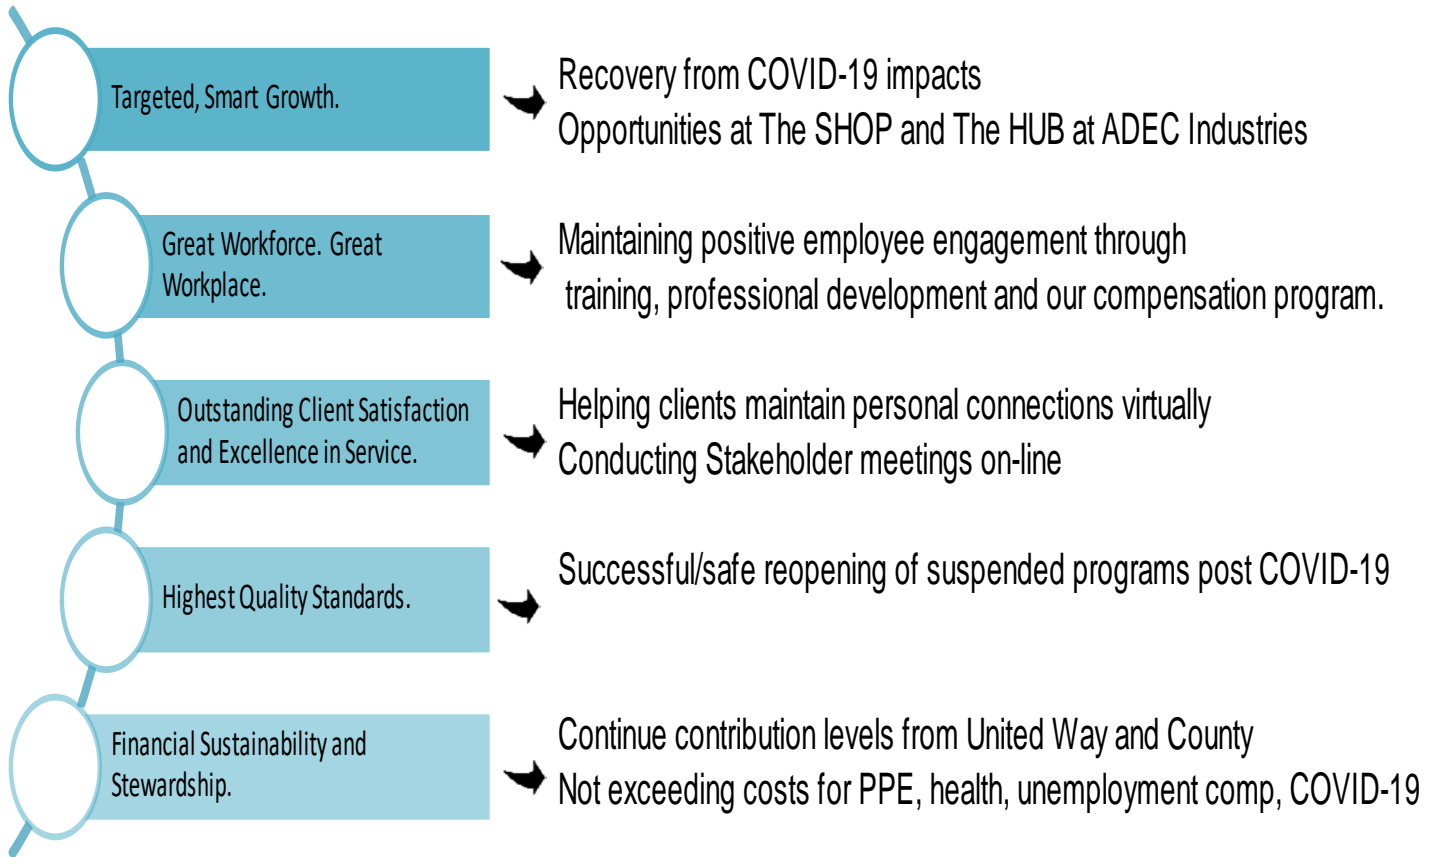 Targeted, Smart Growth.
Recovery from COVID-19 impacts
Opportunities at The SHOP and The HUB at ADEC Industries
Great Workforce. Great
Workplace.
Maintaining positive employee engagement through
training, professional development and our compensation program.
Outstanding Client Satisfaction
and Excellence in Service.
Helping clients maintain personal connections virtually
Conducting Stakeholder meetings on-line
Highest Quality Standards.
Successful/safe reopening of suspended programs post COVID-19
Financial Sustainability and
Stewardship.
Continue contribution levels from United Way and County
Not exceeding costs for PPE, health, unemployment comp, COVID-19